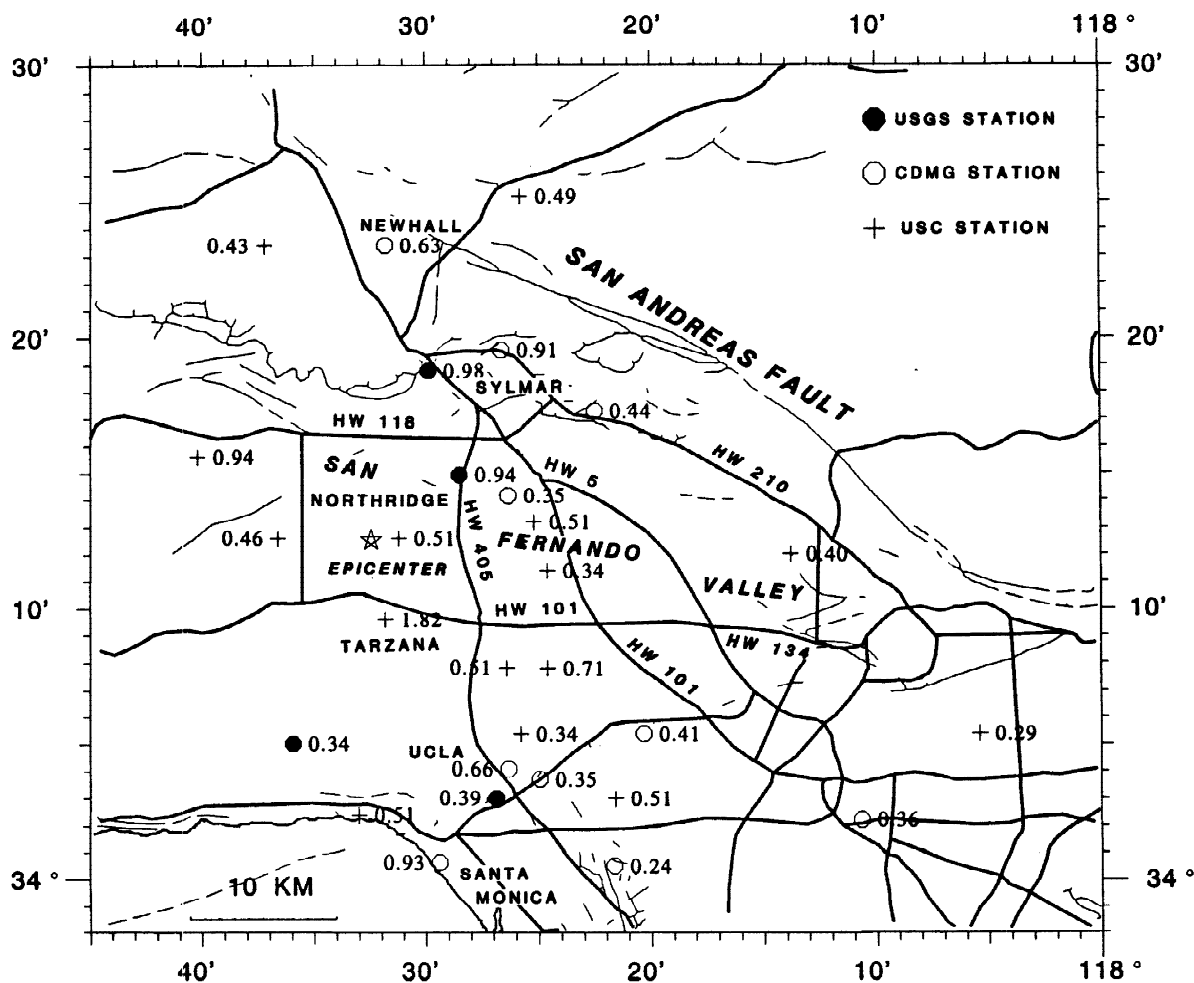 40' 30' 20' 10' 118°
30' 30'
USGS STATION
CDMG STATION
0.49
NEWHALL
USC STATION
0.43 0.63
SAN ANDREAS FAULT
20' 20'
0.91
0.98
SYLMAR
0.44
HW 118
0.94 SAN
HW 5
HW 210
0.94
NORTHRIDGE 0.35
HW 405
0.51
0.46 0.51 FERNANDO
0.40
EPICENTER 0.34
VALLEY
10' 10'
HW 101
1.82
TARZANA HW 134
0.51 0.71 HW 101
0.34 0.41 0.29
0.34 UCLA
0.66 0.35
0.39 0.51
0.51 0.36
0.93 SANTA 0.24
34° 10 KM 34°
MONICA
40' 30' 20' 10' 118°